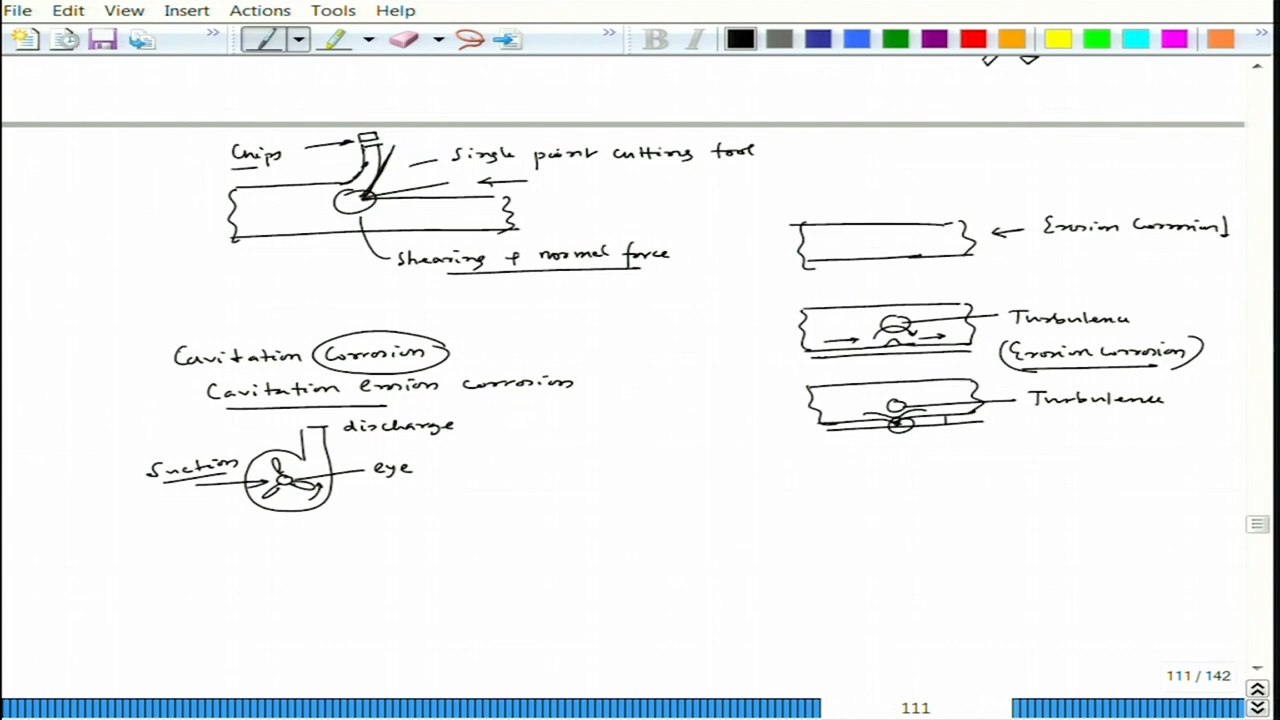 File Edit View Insert Actions Tools Help
B I
Chips
Single point cutting tool
Shearing + normal force
Erosion Corrosion
Turbulence
(Erosion corrosion)
Turbulence
Cavitation Corrosion
Cavitation erosion corrosion
discharge
Suction
eye
111 / 142
111